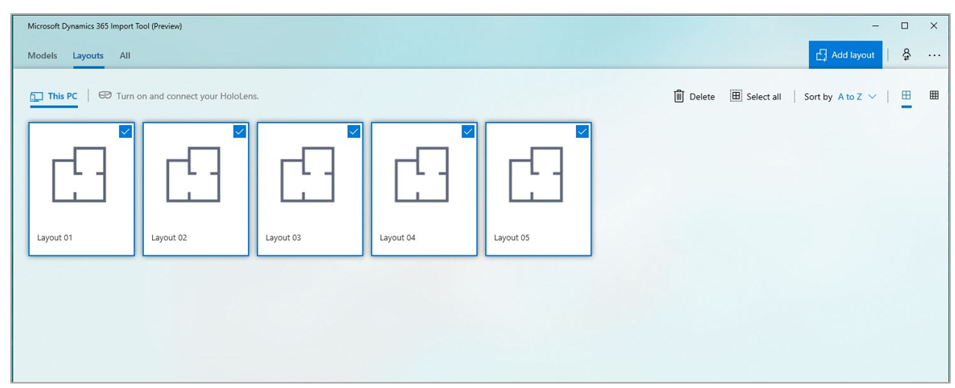 Microsoft Dynamics 365 Import Tool (Preview)
Models Layouts All
Add layout
This PC
Turn on and connect your HoloLens.
Delete Select all Sort by A to Z
Layout 01 Layout 02 Layout 03 Layout 04 Layout 05